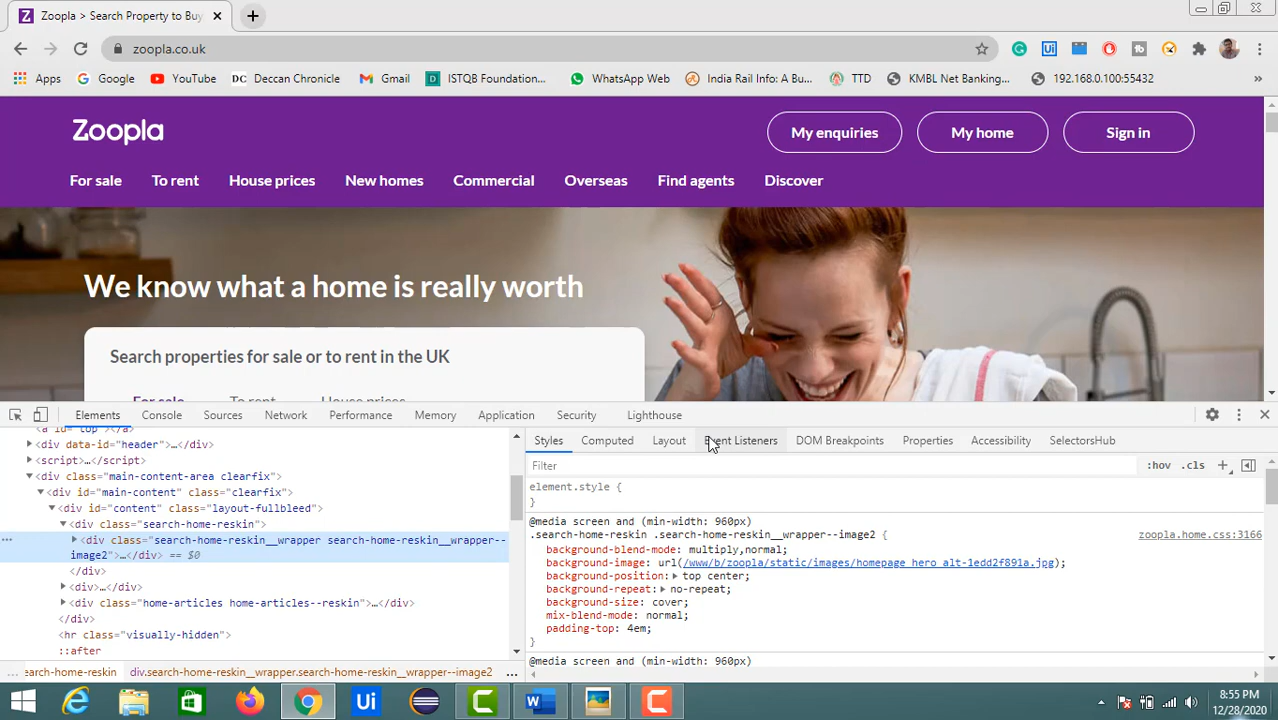 Zoopla > Search Property to Buy
zoopla.co.uk
Apps Google YouTube DC Deccan Chronicle Gmail ISTQB Foundation... WhatsApp Web India Rail Info: A Bu... TTD KMBL Net Banking... 192.168.0.100:55432 »
Zoopla
My enquiries My home Sign in
For sale To rent House prices New homes Commercial Overseas Find agents Discover
We know what a home is really worth
Search properties for sale or to rent in the UK
For sale To rent House prices
Elements Console Sources Network Performance Memory Application Security Lighthouse
Styles Computed Layout Event Listeners DOM Breakpoints Properties Accessibility SelectorsHub
Filter :hov .cls
<a id="top"></a>
<div data-id="header">…</div>
<script>…</script>
<div class="main-content-area clearfix">
<div id="main-content" class="clearfix">
<div id="content" class="layout-fullbleed">
<div class="search-home-reskin">
<div class="search-home-reskin__wrapper search-home-reskin__wrapper--
image2">…</div> == $0
</div>
<div>…</div>
<div class="home-articles home-articles--reskin">…</div>
</div>
<hr class="visually-hidden">
::after
element.style {
}
@media screen and (min-width: 960px)
.search-home-reskin .search-home-reskin__wrapper--image2 { zoopla.home.css:3166
background-blend-mode: multiply,normal;
background-image: url(/www/b/zoopla/static/images/homepage_hero_alt-1edd2f891a.jpg);
background-position: top center;
background-repeat: no-repeat;
background-size: cover;
mix-blend-mode: normal;
padding-top: 4em;
}
@media screen and (min-width: 960px)
... earch-home-reskin div.search-home-reskin__wrapper.search-home-reskin__wrapper--image2 ...
Ui
8:55 PM
12/28/2020